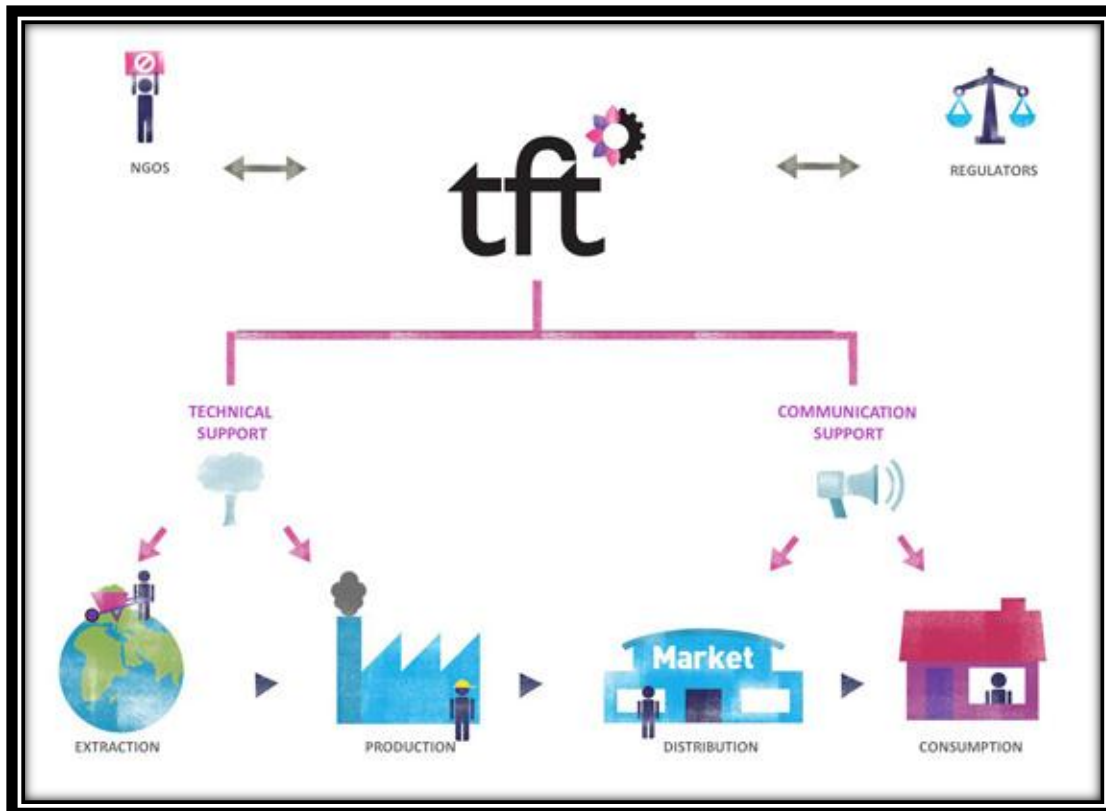 NGOS
tft
REGULATORS
TECHNICAL
SUPPORT
COMMUNICATION
SUPPORT
Market
EXTRACTION
PRODUCTION
DISTRIBUTION
CONSUMPTION